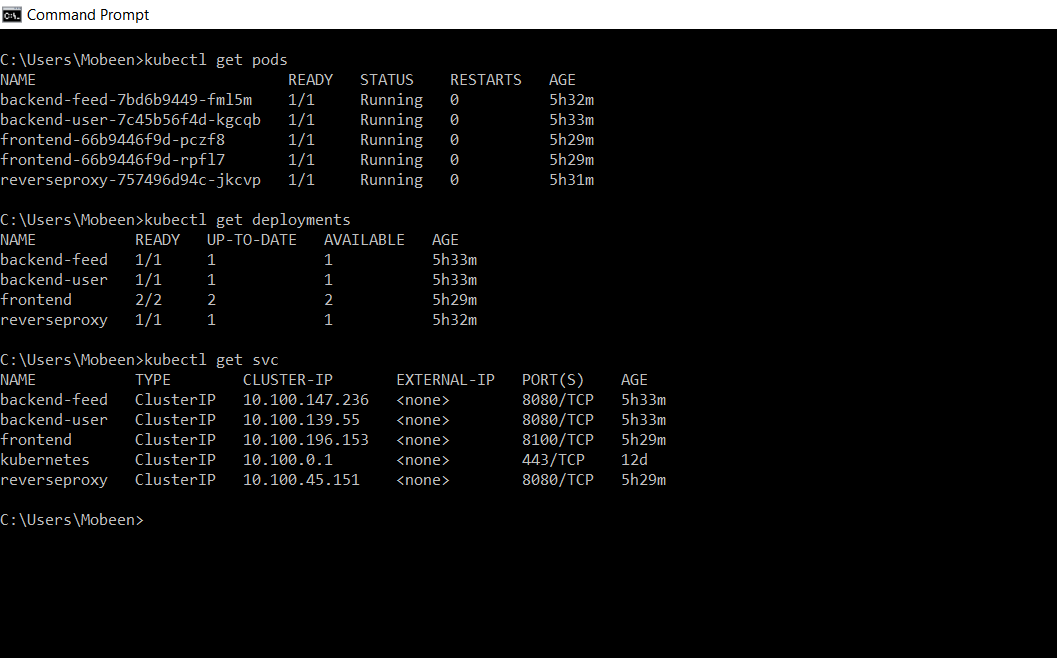 Command Prompt
C:\Users\Mobeen>kubectl get pods
NAME READY STATUS RESTARTS AGE
backend-feed-7bd6b9449-fml5m 1/1 Running 0 5h32m
backend-user-7c45b56f4d-kgcqb 1/1 Running 0 5h33m
frontend-66b9446f9d-pczf8 1/1 Running 0 5h29m
frontend-66b9446f9d-rpfl7 1/1 Running 0 5h29m
reverseproxy-757496d94c-jkcvp 1/1 Running 0 5h31m
C:\Users\Mobeen>kubectl get deployments
NAME READY UP-TO-DATE AVAILABLE AGE
backend-feed 1/1 1 1 5h33m
backend-user 1/1 1 1 5h33m
frontend 2/2 2 2 5h29m
reverseproxy 1/1 1 1 5h32m
C:\Users\Mobeen>kubectl get svc
NAME TYPE CLUSTER-IP EXTERNAL-IP PORT(S) AGE
backend-feed ClusterIP 10.100.147.236 <none> 8080/TCP 5h33m
backend-user ClusterIP 10.100.139.55 <none> 8080/TCP 5h33m
frontend ClusterIP 10.100.196.153 <none> 8100/TCP 5h29m
kubernetes ClusterIP 10.100.0.1 <none> 443/TCP 12d
reverseproxy ClusterIP 10.100.45.151 <none> 8080/TCP 5h29m
C:\Users\Mobeen>